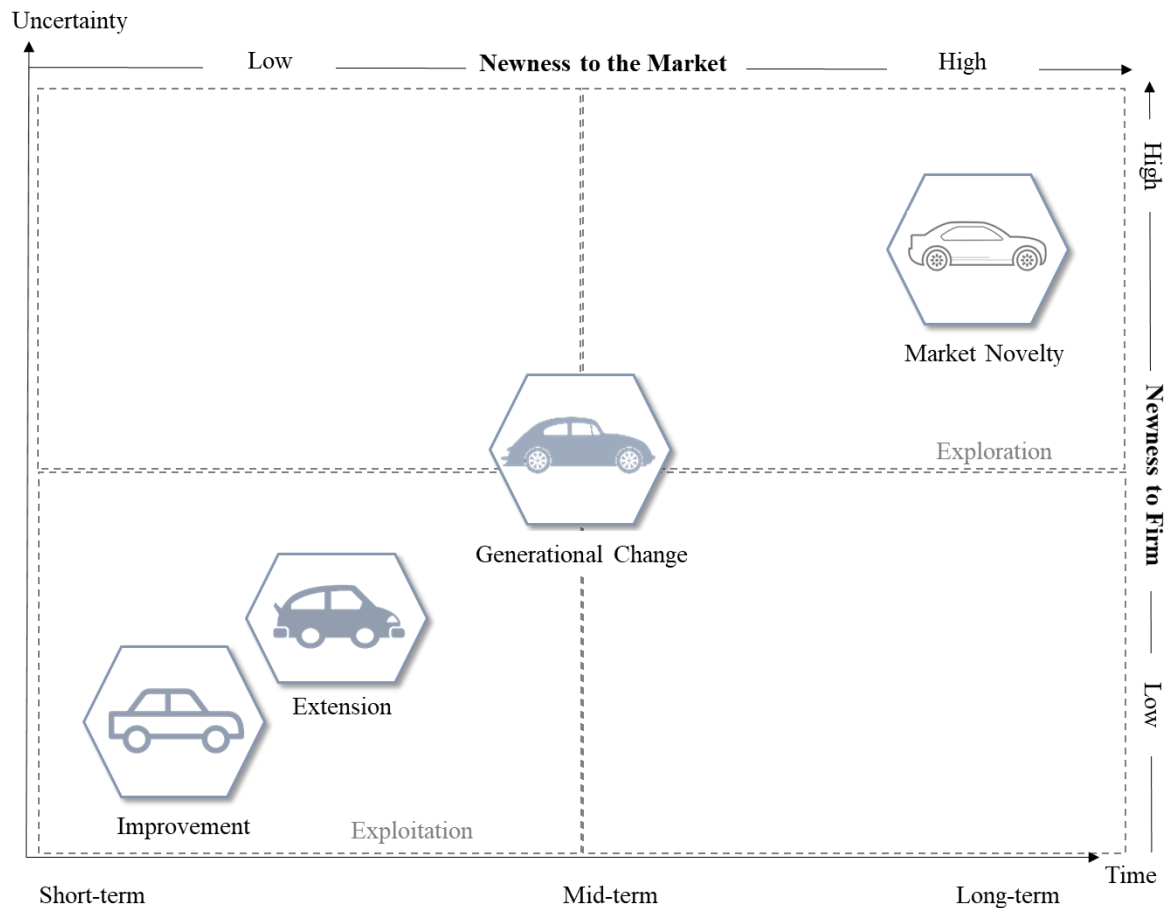 Uncertainty
Low
Newness to the Market
High
High
Market Novelty
Exploration
Newness to Firm
Generational Change
Extension
Low
Improvement
Exploitation
Time
Short-term
Mid-term
Long-term